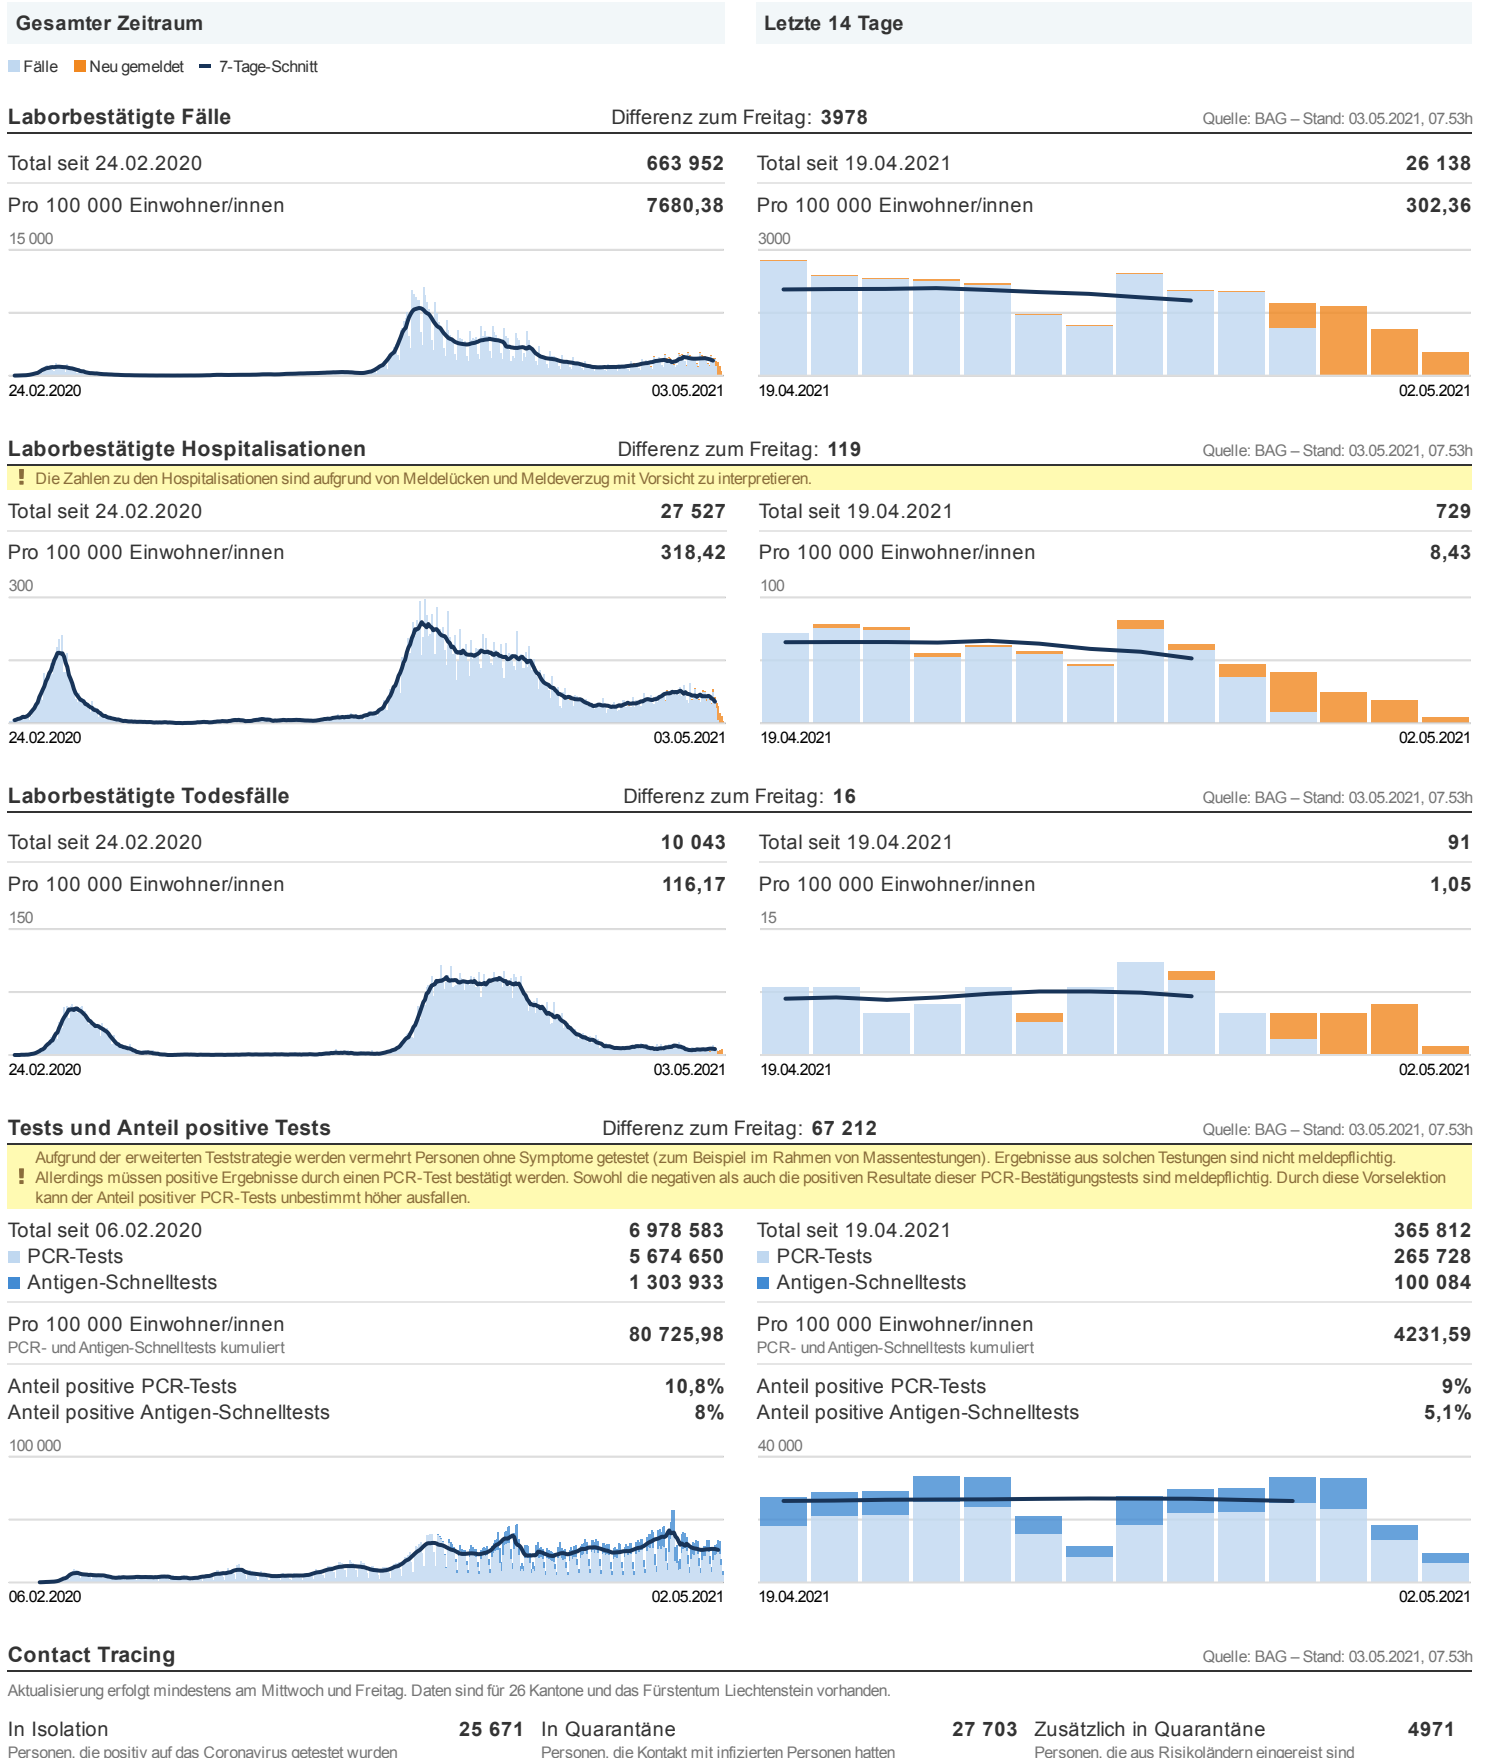 Gesamter Zeitraum
Letzte 14 Tage
Fälle Neu gemeldet 7-Tage-Schnitt
Laborbestätigte Fälle Differenz zum Freitag: 3978 Quelle: BAG – Stand: 03.05.2021, 07.53h
Total seit 24.02.2020 663 952
Pro 100 000 Einwohner/innen 7680,38
15 000
24.02.2020 03.05.2021
Total seit 19.04.2021 26 138
Pro 100 000 Einwohner/innen 302,36
3000
19.04.2021 02.05.2021
Laborbestätigte Hospitalisationen Differenz zum Freitag: 119 Quelle: BAG – Stand: 03.05.2021, 07.53h
! Die Zahlen zu den Hospitalisationen sind aufgrund von Meldelücken und Meldeverzug mit Vorsicht zu interpretieren.
Total seit 24.02.2020 27 527
Pro 100 000 Einwohner/innen 318,42
300
24.02.2020 03.05.2021
Total seit 19.04.2021 729
Pro 100 000 Einwohner/innen 8,43
100
19.04.2021 02.05.2021
Laborbestätigte Todesfälle Differenz zum Freitag: 16 Quelle: BAG – Stand: 03.05.2021, 07.53h
Total seit 24.02.2020 10 043
Pro 100 000 Einwohner/innen 116,17
150
24.02.2020 03.05.2021
Total seit 19.04.2021 91
Pro 100 000 Einwohner/innen 1,05
15
19.04.2021 02.05.2021
Tests und Anteil positive Tests Differenz zum Freitag: 67 212 Quelle: BAG – Stand: 03.05.2021, 07.53h
Aufgrund der erweiterten Teststrategie werden vermehrt Personen ohne Symptome getestet (zum Beispiel im Rahmen von Massentestungen). Ergebnisse aus solchen Testungen sind nicht meldepflichtig.
! Allerdings müssen positive Ergebnisse durch einen PCR-Test bestätigt werden. Sowohl die negativen als auch die positiven Resultate dieser PCR-Bestätigungstests sind meldepflichtig. Durch diese Vorselektion
kann der Anteil positiver PCR-Tests unbestimmt höher ausfallen.
Total seit 06.02.2020 6 978 583
PCR-Tests 5 674 650
Antigen-Schnelltests 1 303 933
Pro 100 000 Einwohner/innen 80 725,98
PCR- und Antigen-Schnelltests kumuliert
Anteil positive PCR-Tests 10,8%
Anteil positive Antigen-Schnelltests 8%
100 000
06.02.2020 02.05.2021
Total seit 19.04.2021 365 812
PCR-Tests 265 728
Antigen-Schnelltests 100 084
Pro 100 000 Einwohner/innen 4231,59
PCR- und Antigen-Schnelltests kumuliert
Anteil positive PCR-Tests 9%
Anteil positive Antigen-Schnelltests 5,1%
40 000
19.04.2021 02.05.2021
Contact Tracing Quelle: BAG – Stand: 03.05.2021, 07.53h
Aktualisierung erfolgt mindestens am Mittwoch und Freitag. Daten sind für 26 Kantone und das Fürstentum Liechtenstein vorhanden.
In Isolation 25 671
Personen, die positiv auf das Coronavirus getestet wurden
In Quarantäne 27 703
Personen, die Kontakt mit infizierten Personen hatten
Zusätzlich in Quarantäne 4971
Personen, die aus Risikoländern eingereist sind